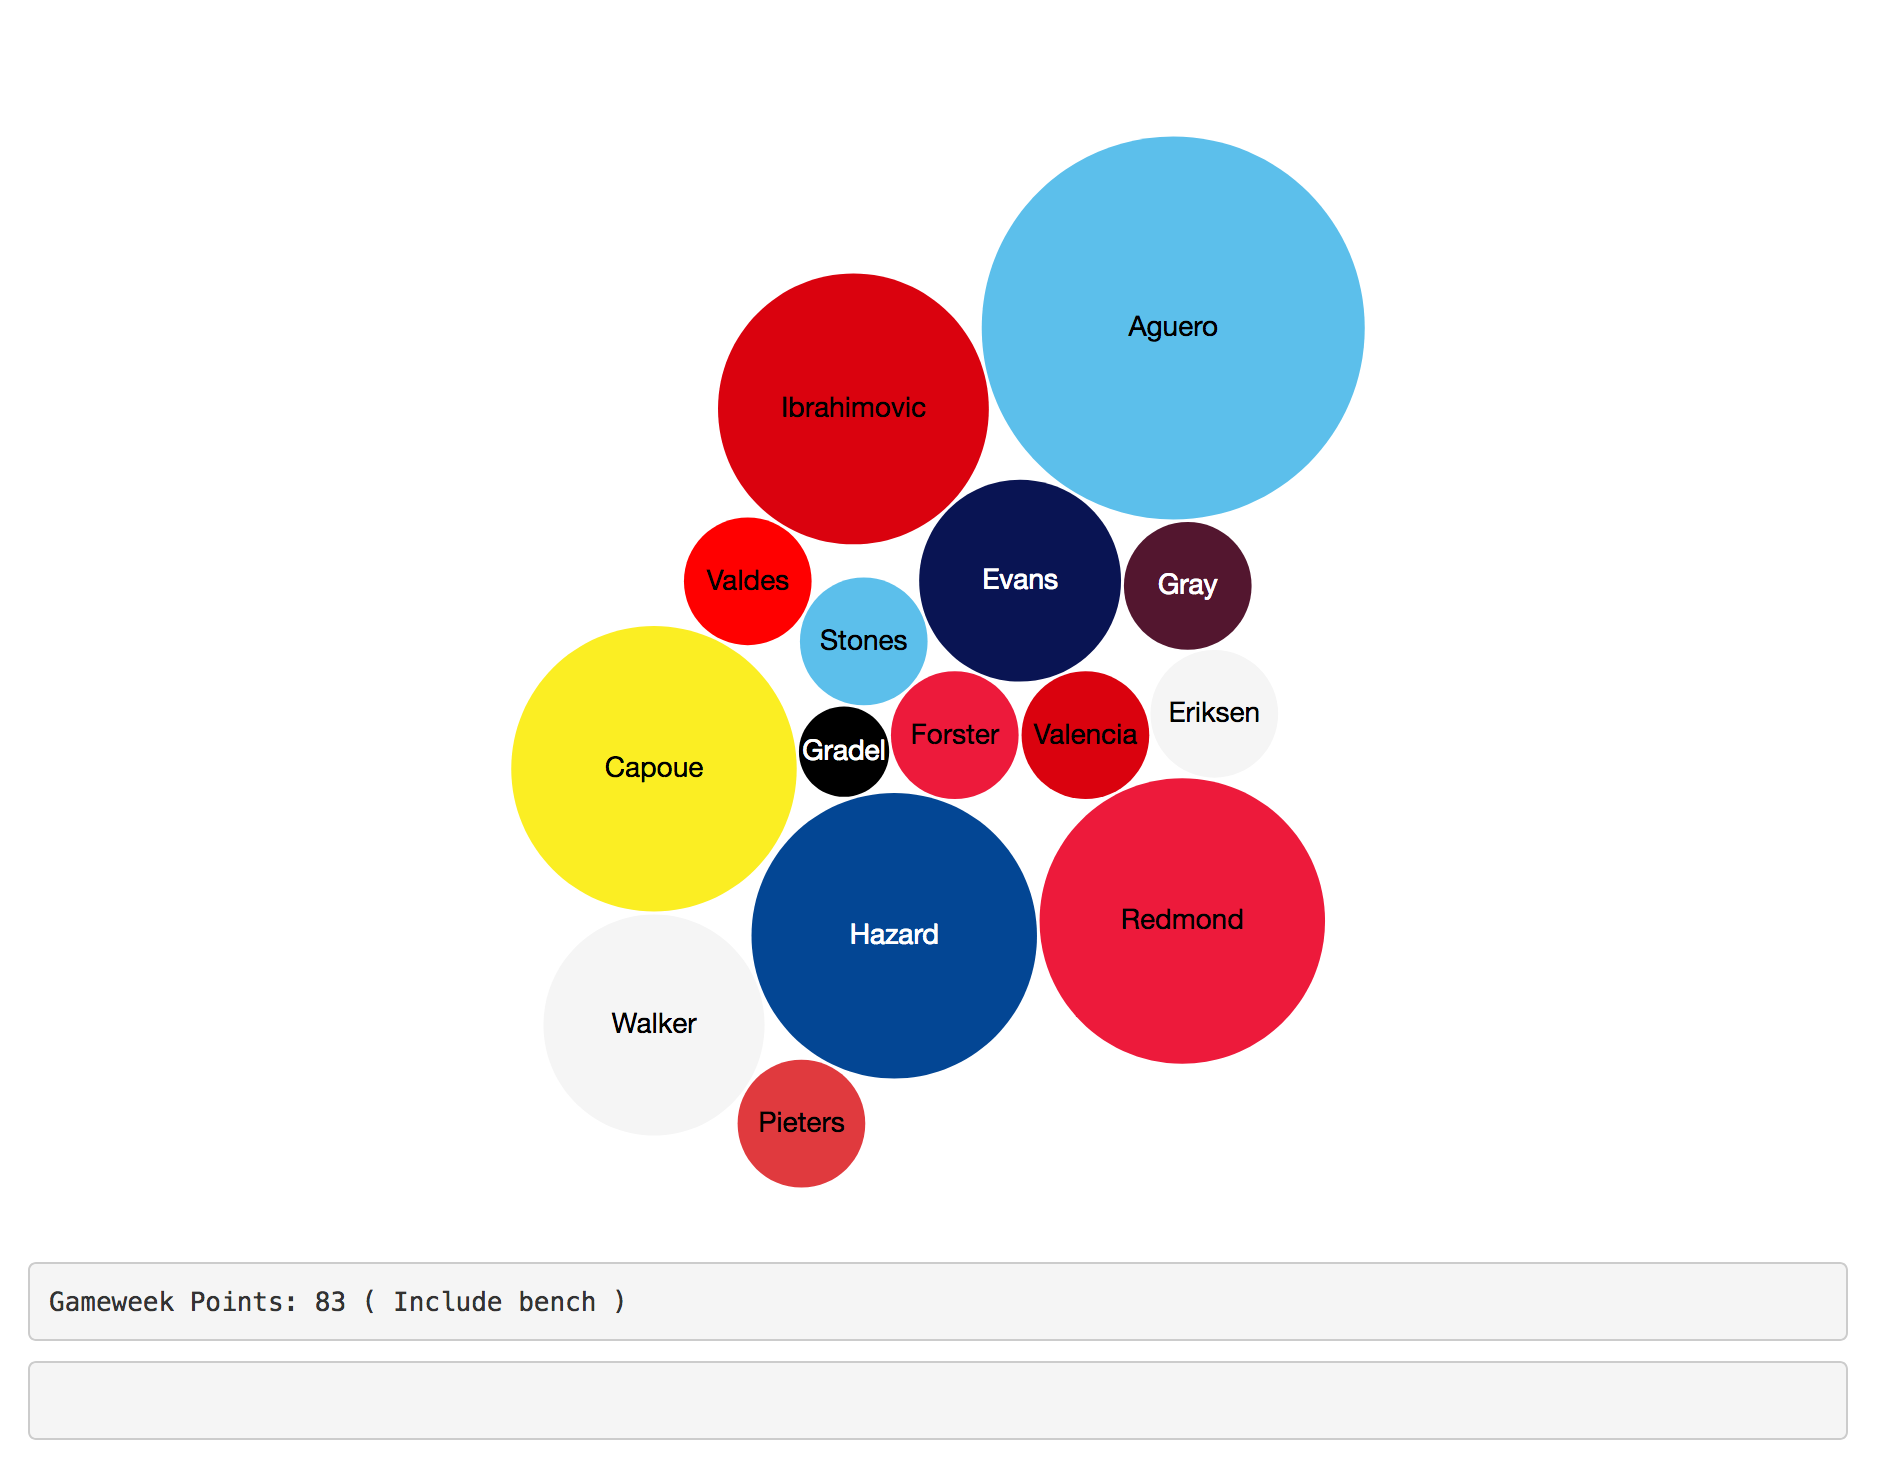 Aguero
Ibrahimovic
Valdes
Evans
Gray
Stones
Eriksen
Capoue
Gradel
Forster
Valencia
Hazard
Redmond
Walker
Pieters
Gameweek Points: 83 ( Include bench )